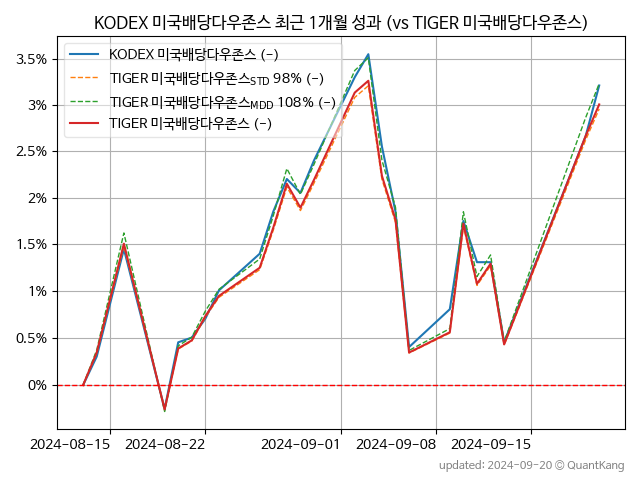 KODEX 미국배당다우존스 최근 1개월 성과 (vs TIGER 미국배당다우존스)
KODEX 미국배당다우존스 (-)
TIGER 미국배당다우존스STD 98% (-)
TIGER 미국배당다우존스MDD 108% (-)
TIGER 미국배당다우존스 (-)
3.5%
3%
2.5%
2%
1.5%
1%
0.5%
0%
2024-08-15 2024-08-22 2024-09-01 2024-09-08 2024-09-15
updated: 2024-09-20 © QuantKang